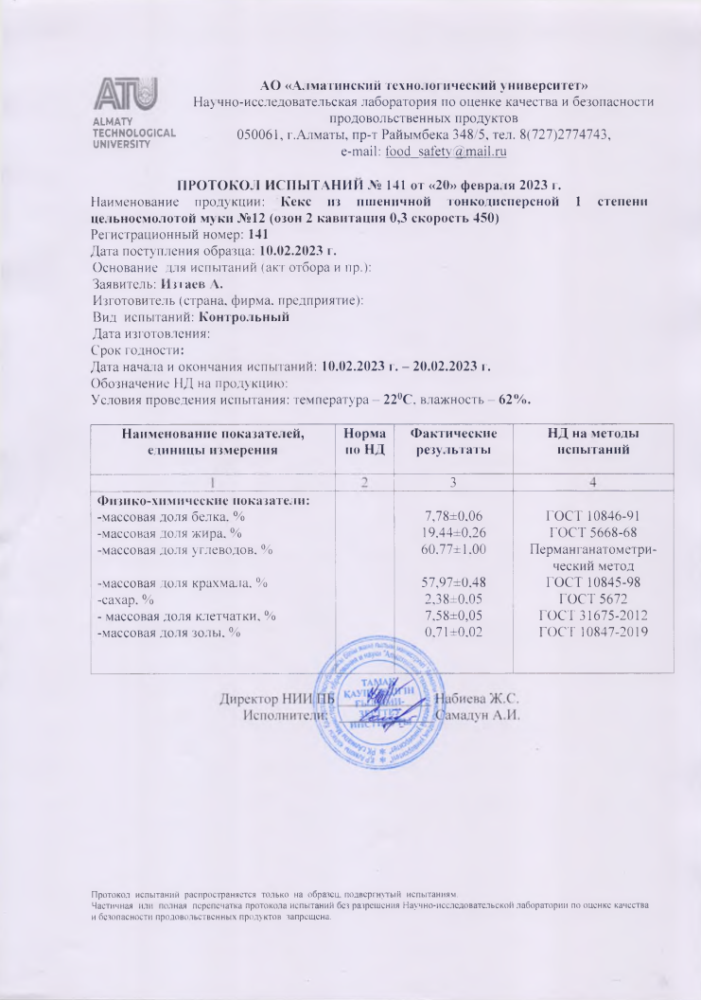 ATU
ALMATY
TECHNOLOGICAL
UNIVERSITY
АО «Алматинский технологический университет»
Научно-исследовательская лаборатория по оценке качества и безопасности
продовольственных продуктов
050061, г.Алматы, пр-т Райымбека 348/5, тел. 8(727)2774743,
e-mail: food_safety@mail.ru
ПРОТОКОЛ ИСПЫТАНИЙ № 141 от «20» февраля 2023 г.
Наименование продукции: Кекс из пшеничной тонкодисперсной 1 степени
цельносмолотой муки №12 (озон 2 кавитация 0,3 скорость 450)
Регистрационный номер: 141
Дата поступления образца: 10.02.2023 г.
Основание для испытаний (акт отбора и пр.):
Заявитель: Изтаев А.
Изготовитель (страна, фирма, предприятие):
Вид испытаний: Контрольный
Дата изготовления:
Срок годности:
Дата начала и окончания испытаний: 10.02.2023 г. – 20.02.2023 г.
Обозначение НД на продукцию:
Условия проведения испытания: температура – 22⁰С, влажность – 62%.
Наименование показателей, Норма Фактические НД на методы
единицы измерения по НД результаты испытаний
1 2 3 4
Физико-химические показатели:
-массовая доля белка, % 7,78±0,06 ГОСТ 10846-91
-массовая доля жира, % 19,44±0,26 ГОСТ 5668-68
-массовая доля углеводов, % 60,77±1,00 Перманганатометри-
ческий метод
-массовая доля крахмала, % 57,97±0,48 ГОСТ 10845-98
-сахар, % 2,38±0,05 ГОСТ 5672
- массовая доля клетчатки, % 7,58±0,05 ГОСТ 31675-2012
-массовая доля золы, % 0,71±0,02 ГОСТ 10847-2019
Директор НИИ ПБ Набиева Ж.С.
Исполнители: Самадун А.И.
ТАМАҚ
Протокол испытаний распространяется только на образец, подвергнутый испытаниям.
Частичная или полная перепечатка протокола испытаний без разрешения Научно-исследовательской лаборатории по оценке качества
и безопасности продовольственных продуктов запрещена.